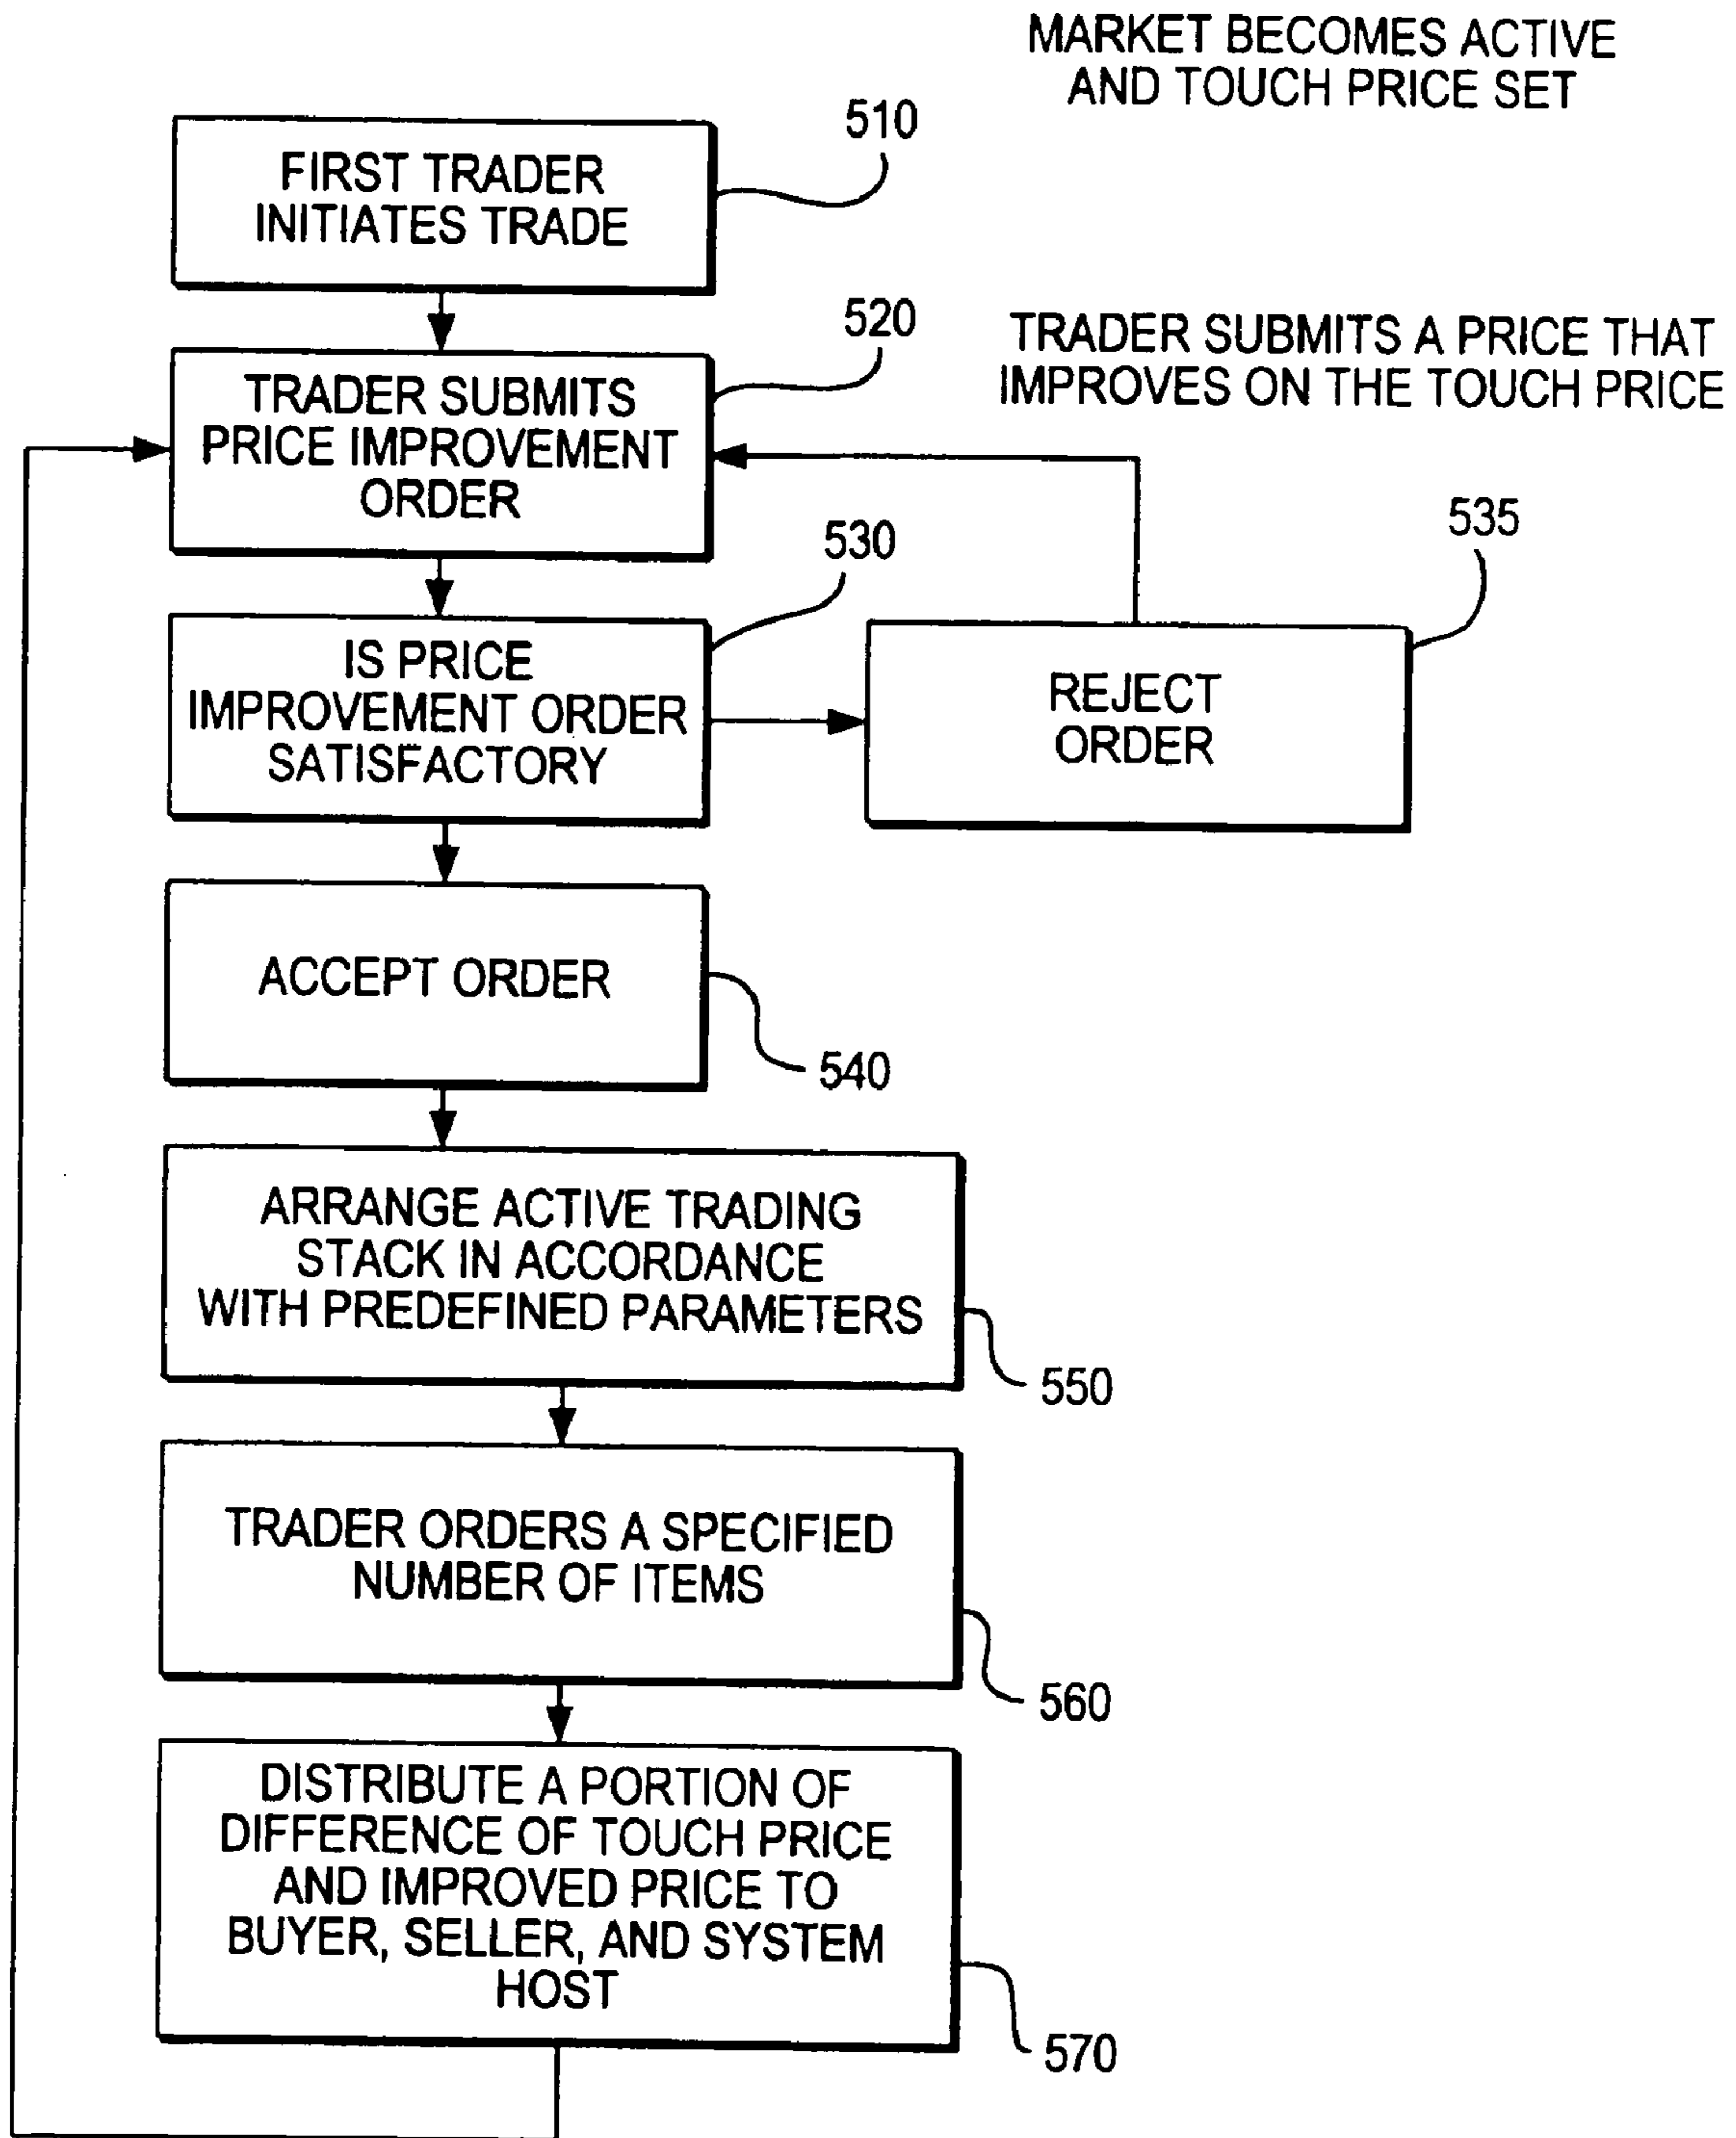 MARKET BECOMES ACTIVE
AND TOUCH PRICE SET
510
FIRST TRADER
INITIATES TRADE
520
TRADER SUBMITS A PRICE THAT
IMPROVES ON THE TOUCH PRICE
TRADER SUBMITS
PRICE IMPROVEMENT
ORDER
530
535
IS PRICE
IMPROVEMENT ORDER
SATISFACTORY
REJECT
ORDER
ACCEPT ORDER
540
ARRANGE ACTIVE TRADING
STACK IN ACCORDANCE
WITH PREDEFINED PARAMETERS
550
TRADER ORDERS A SPECIFIED
NUMBER OF ITEMS
560
DISTRIBUTE A PORTION OF
DIFFERENCE OF TOUCH PRICE
AND IMPROVED PRICE TO
BUYER, SELLER, AND SYSTEM
HOST
570